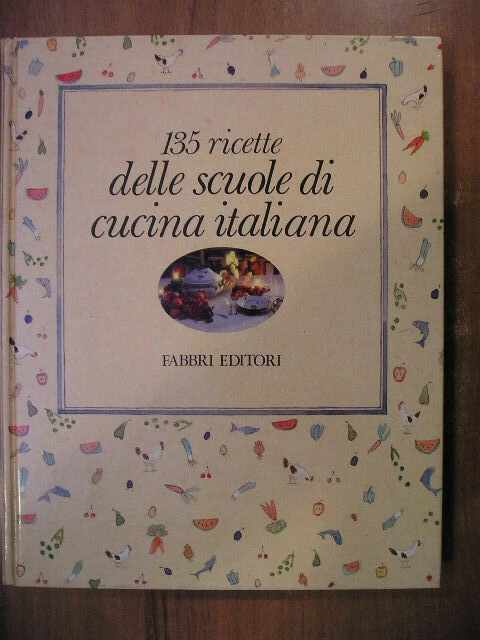 135 ricette
delle scuole di
cucina italiana
FABBRI EDITORI